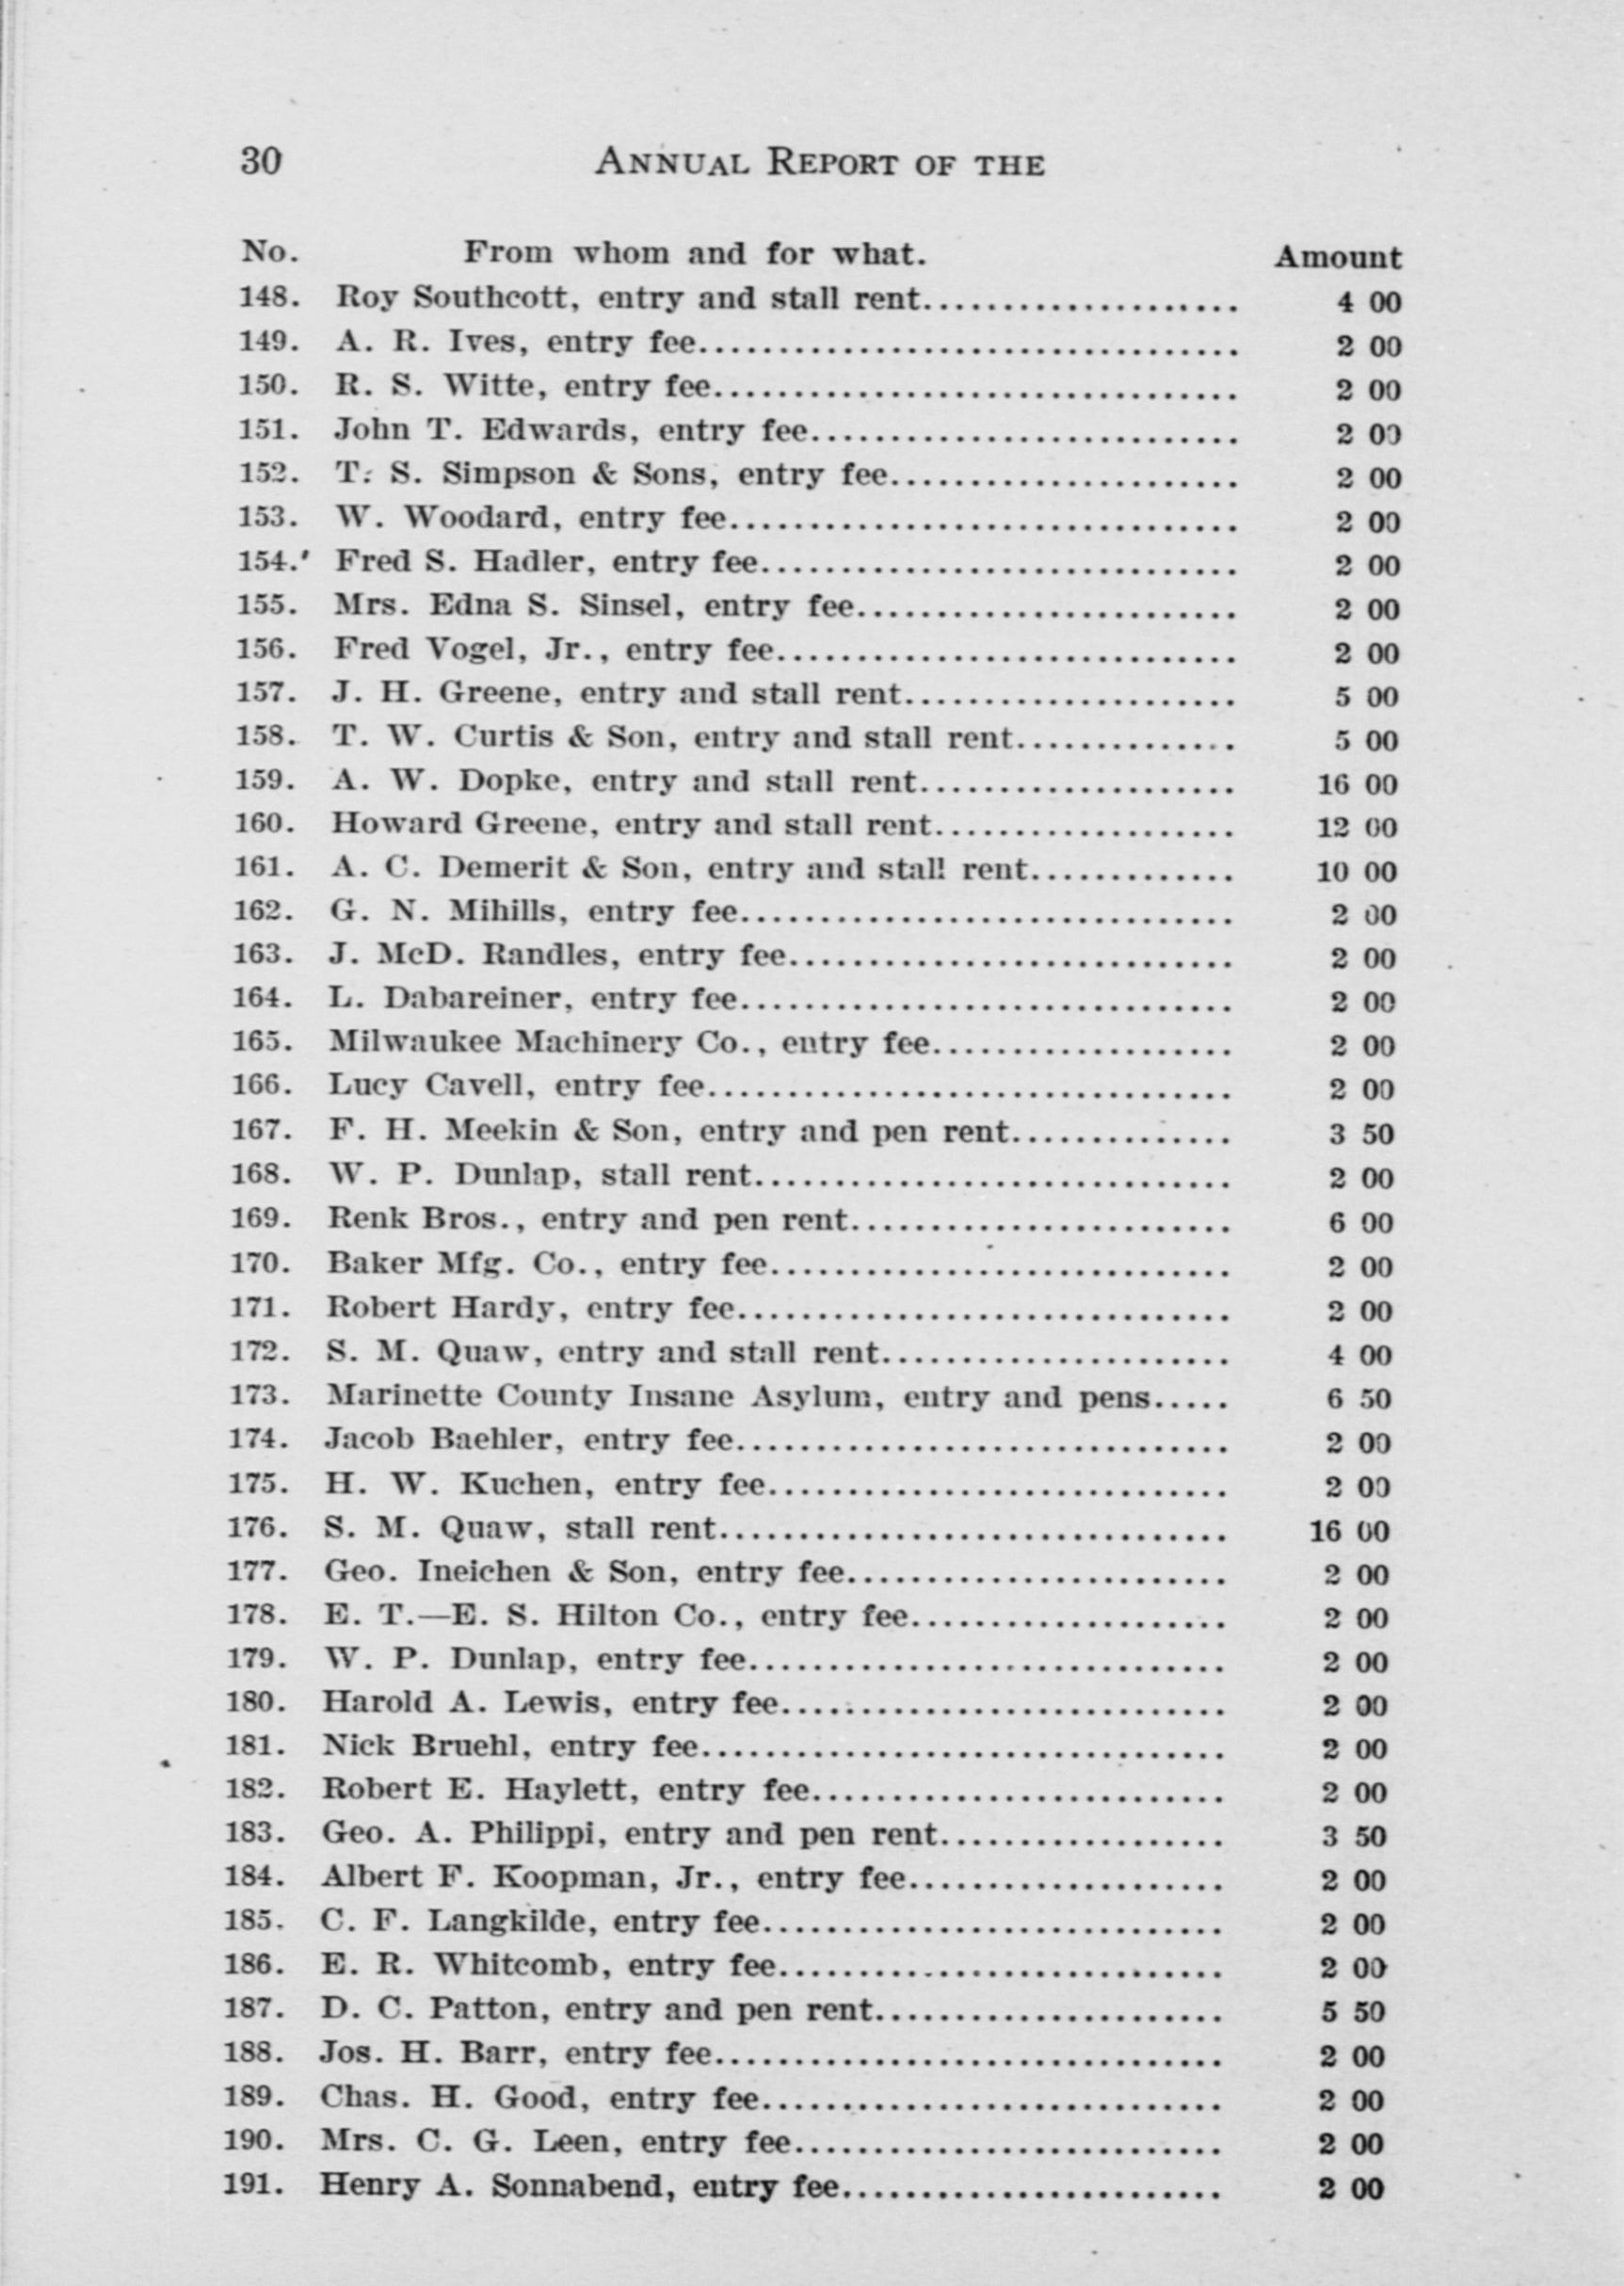 30 ANNUAL REPORT OF THE
No. From whom and for what. Amount
148. Roy Southcott, entry and stall rent.................... 4 00
149. A. R. Ives, entry fee.................................. 2 00
150. R. S. Witte, entry fee................................. 2 00
151. John T. Edwards, entry fee........................... 2 00
152. T. S. Simpson & Sons, entry fee...................... 2 00
153. W. Woodard, entry fee................................ 2 00
154. Fred S. Hadler, entry fee.............................. 2 00
155. Mrs. Edna S. Sinsel, entry fee........................ 2 00
156. Fred Vogel, Jr., entry fee............................. 2 00
157. J. H. Greene, entry and stall rent..................... 5 00
158. T. W. Curtis & Son, entry and stall rent.............. 5 00
159. A. W. Dopke, entry and stall rent.................... 16 00
160. Howard Greene, entry and stall rent................... 12 00
161. A. C. Demerit & Son, entry and stall rent............. 10 00
162. G. N. Mihills, entry fee............................... 2 00
163. J. McD. Randles, entry fee............................ 2 00
164. L. Dabareiner, entry fee............................... 2 00
165. Milwaukee Machinery Co., entry fee................... 2 00
166. Lucy Cavell, entry fee................................. 2 00
167. F. H. Meekin & Son, entry and pen rent.............. 3 50
168. W. P. Dunlap, stall rent.............................. 2 00
169. Renk Bros., entry and pen rent........................ 6 00
170. Baker Mfg. Co., entry fee............................. 2 00
171. Robert Hardy, entry fee............................... 2 00
172. S. M. Quaw, entry and stall rent...................... 4 00
173. Marinette County Insane Asylum, entry and pens..... 6 50
174. Jacob Baehler, entry fee............................... 2 00
175. H. W. Kuchen, entry fee............................. 2 00
176. S. M. Quaw, stall rent................................ 16 00
177. Geo. Ineichen & Son, entry fee........................ 2 00
178. E. T.—E. S. Hilton Co., entry fee.................... 2 00
179. W. P. Dunlap, entry fee.............................. 2 00
180. Harold A. Lewis, entry fee............................ 2 00
181. Nick Bruehl, entry fee................................. 2 00
182. Robert E. Haylett, entry fee.......................... 2 00
183. Geo. A. Philippi, entry and pen rent.................. 3 50
184. Albert F. Koopman, Jr., entry fee.................... 2 00
185. C. F. Langkilde, entry fee............................. 2 00
186. E. R. Whitcomb, entry fee............................ 2 00
187. D. C. Patton, entry and pen rent...................... 5 50
188. Jos. H. Barr, entry fee................................ 2 00
189. Chas. H. Good, entry fee............................. 2 00
190. Mrs. C. G. Leen, entry fee........................... 2 00
191. Henry A. Sonnabend, entry fee........................ 2 00